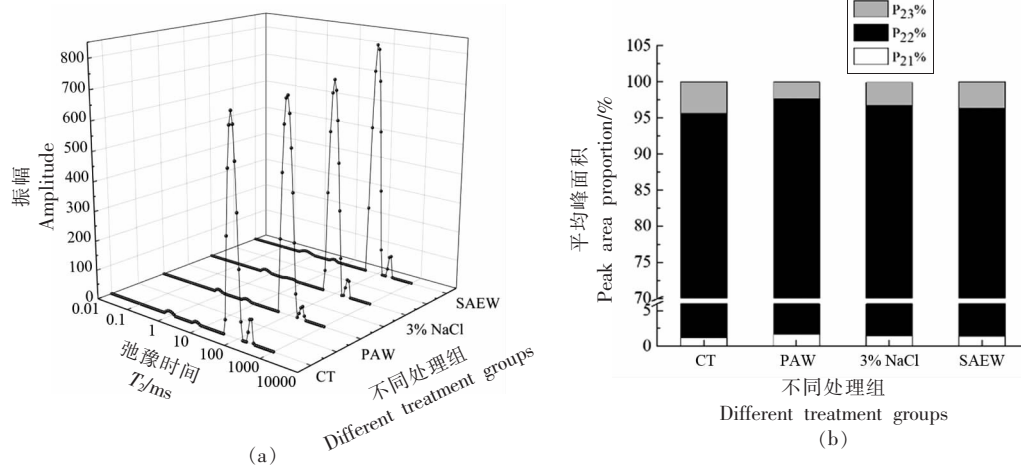 800
700
600
500
400
300
200
100
0
振幅
Amplitude
0.01
0.1
1
10
100
1000
10000
弛豫时间
T₂/ms
CT
PAW
3% NaCl
SAEW
不同处理组
Different treatment groups
(a)
P₂₃%
P₂₂%
P₂₁%
105
100
95
90
85
80
75
70
5
0
平均峰面积
Peak area proportion/%
CT PAW 3% NaCl SAEW
不同处理组
Different treatment groups
(b)